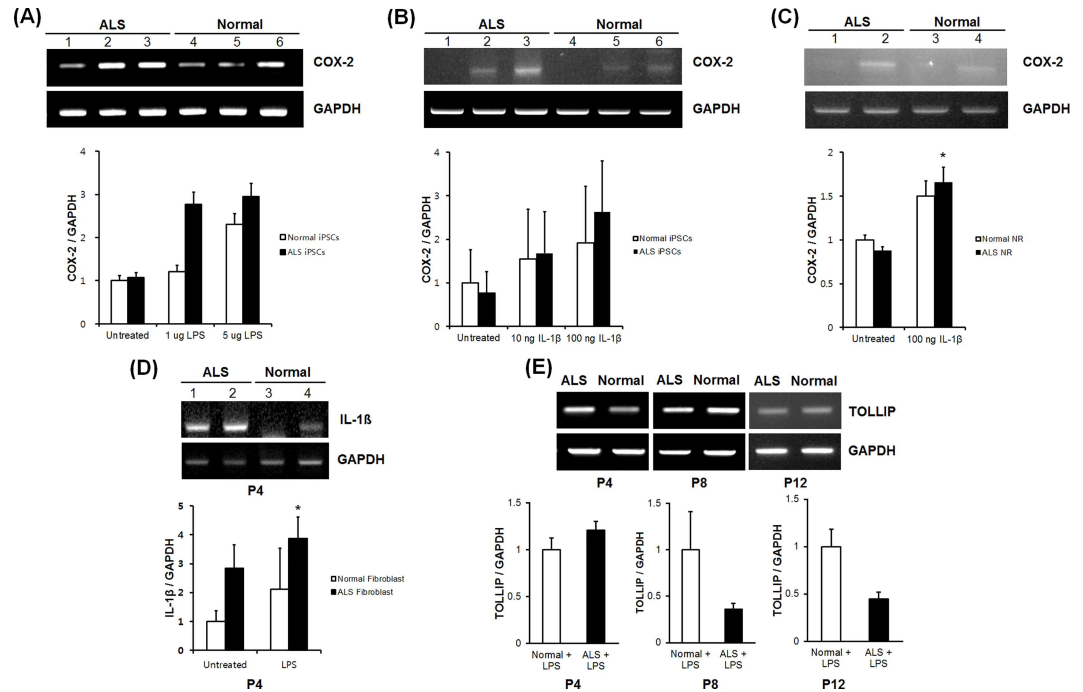 (A)
ALS Normal
1 2 3 4 5 6
COX-2
GAPDH
COX-2 / GAPDH
4
3
2
1
0
Normal iPSCs
ALS iPSCs
Untreated 1 ug LPS 5 ug LPS
(B)
ALS Normal
1 2 3 4 5 6
COX-2
GAPDH
COX-2 / GAPDH
4
3
2
1
0
Normal iPSCs
ALS iPSCs
Untreated 10 ng IL-1β 100 ng IL-1β
(C)
ALS Normal
1 2 3 4
COX-2
GAPDH
COX-2 / GAPDH
2
1.5
1
0.5
0
*
Normal NR
ALS NR
Untreated 100 ng IL-1β
(D)
ALS Normal
1 2 3 4
IL-1ß
GAPDH
P4
IL-1β / GAPDH
5
4
3
2
1
0
*
Normal Fibroblast
ALS Fibroblast
Untreated LPS
P4
(E)
ALS Normal ALS Normal ALS Normal
TOLLIP
GAPDH
P4 P8 P12
TOLLIP / GAPDH
1.5
1
0.5
0
Normal + LPS ALS + LPS
P4
TOLLIP / GAPDH
1.5
1
0.5
0
Normal + LPS ALS + LPS
P8
TOLLIP / GAPDH
1.5
1
0.5
0
Normal + LPS ALS + LPS
P12